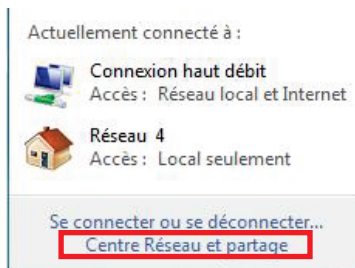 Actuellement connecté à :
Connexion haut débit
Accès : Réseau local et Internet
Réseau 4
Accès : Local seulement
Se connecter ou se déconnecter...
Centre Réseau et partage